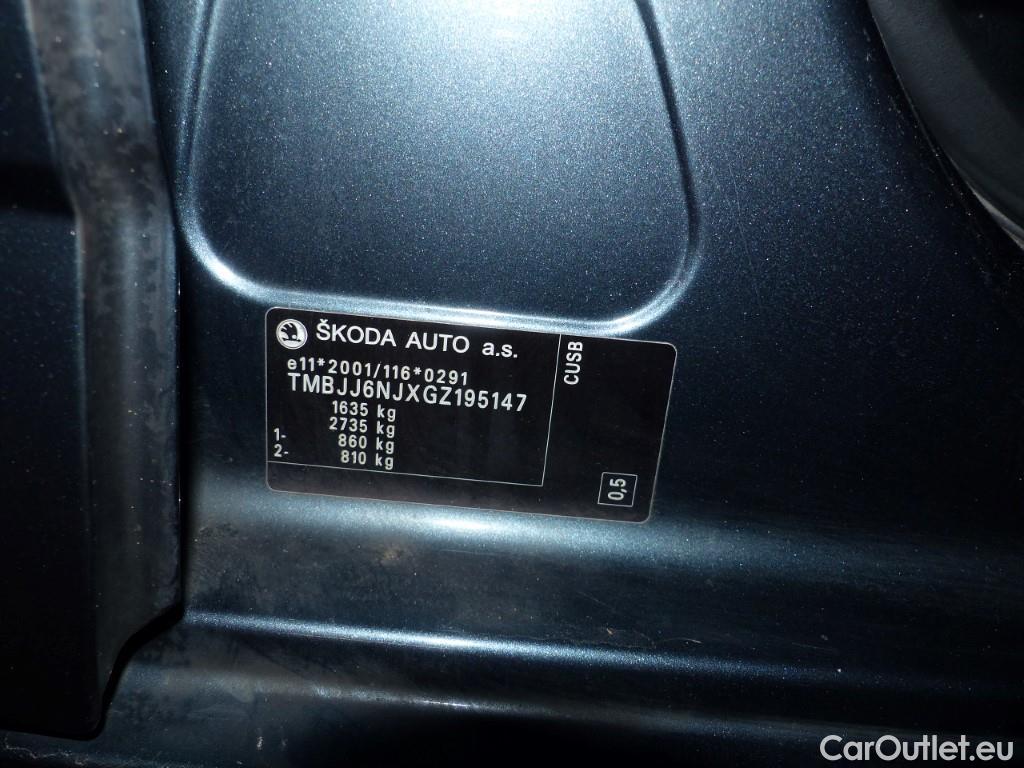 ŠKODA AUTO a.s.
e11*2001/116*0291
TMBJJ6NJXGZ195147
1635 kg
2735 kg
1- 860 kg
2- 810 kg
CUSB
0,5
CarOutlet.eu